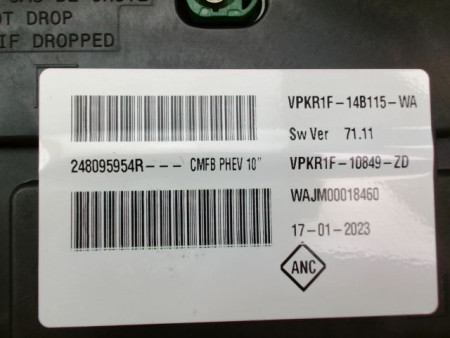 OT DROP
IF DROPPED
VPKR1F-14B115-WA
Sw Ver 71.11
248095954R--- CMFB PHEV 10"
VPKR1F-10849-ZD
WAJM00018460
17-01-2023
ANC